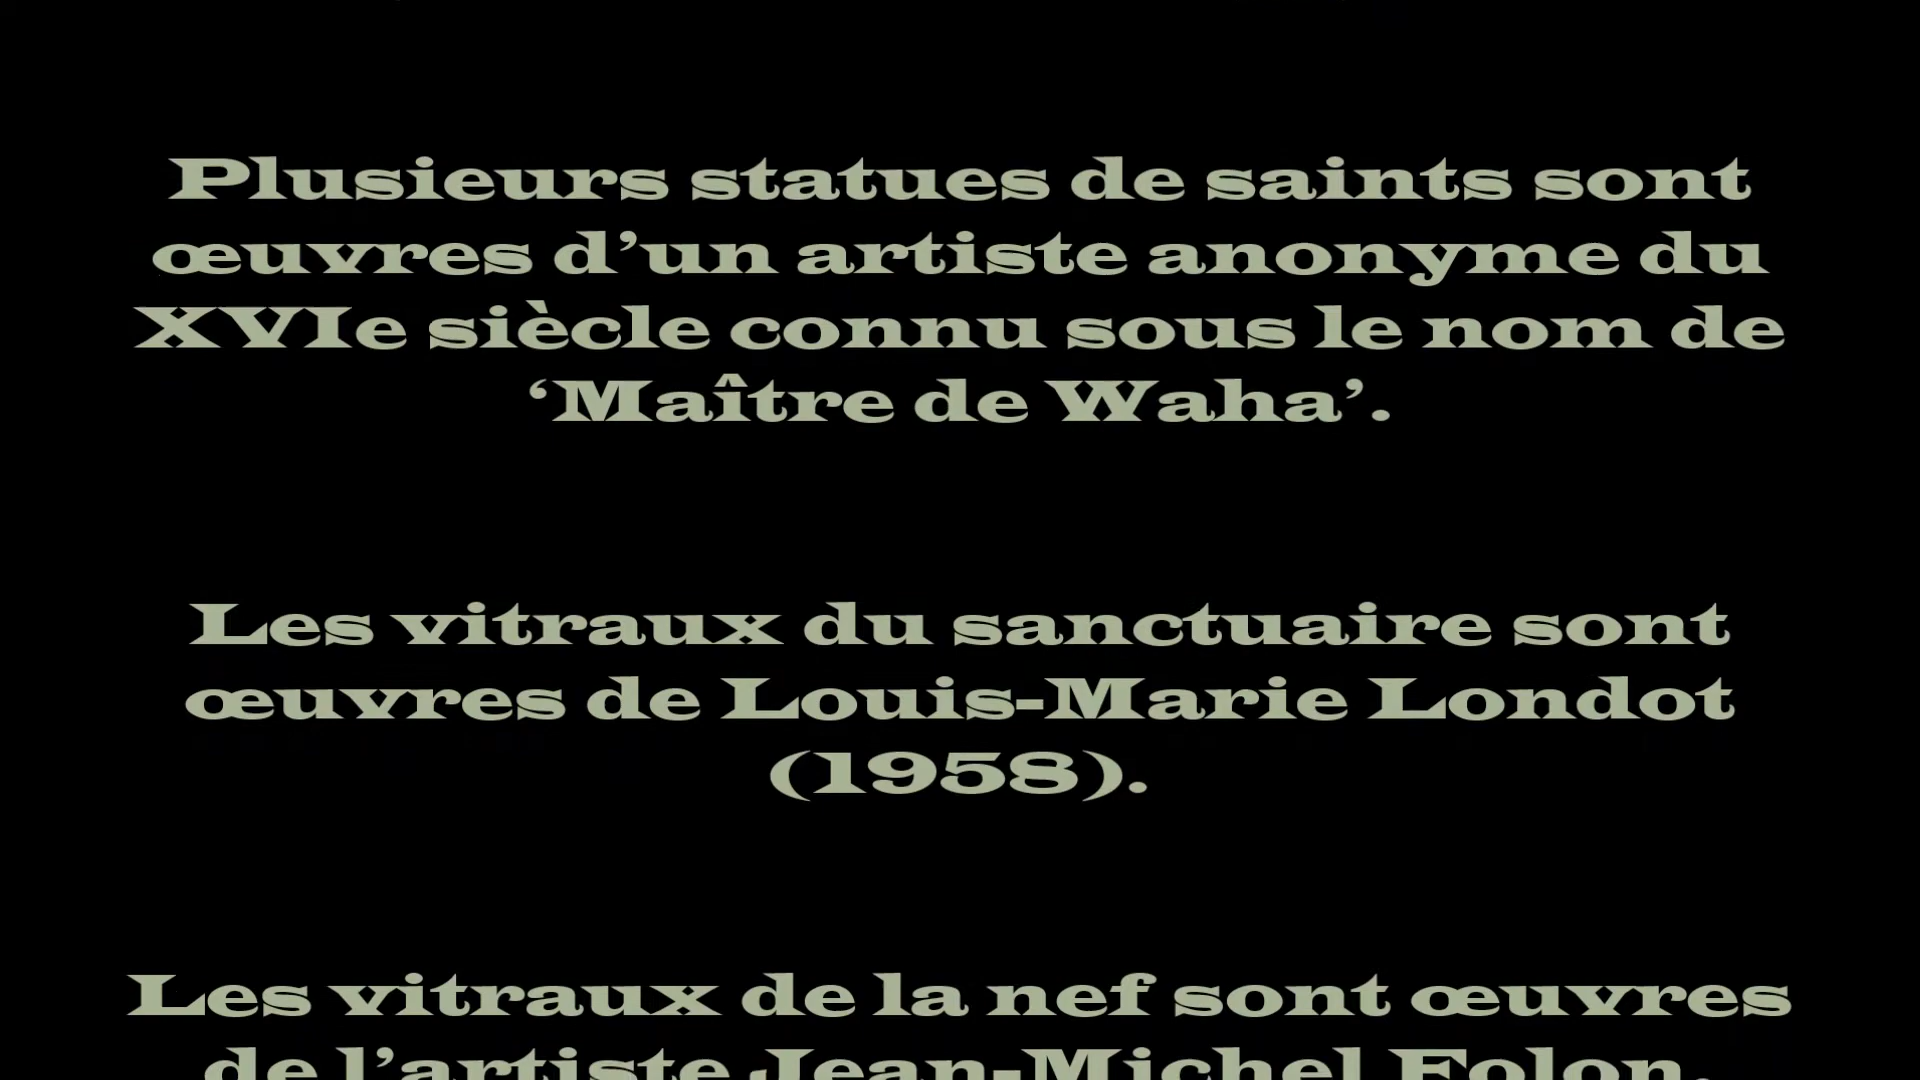 Plusieurs statues de saints sont
œuvres d’un artiste anonyme du
XVIe siècle connu sous le nom de
‘Maître de Waha’.
Les vitraux du sanctuaire sont
œuvres de Louis-Marie Londot
(1958).
Les vitraux de la nef sont œuvres
de l’artiste Jean-Michel Folon.